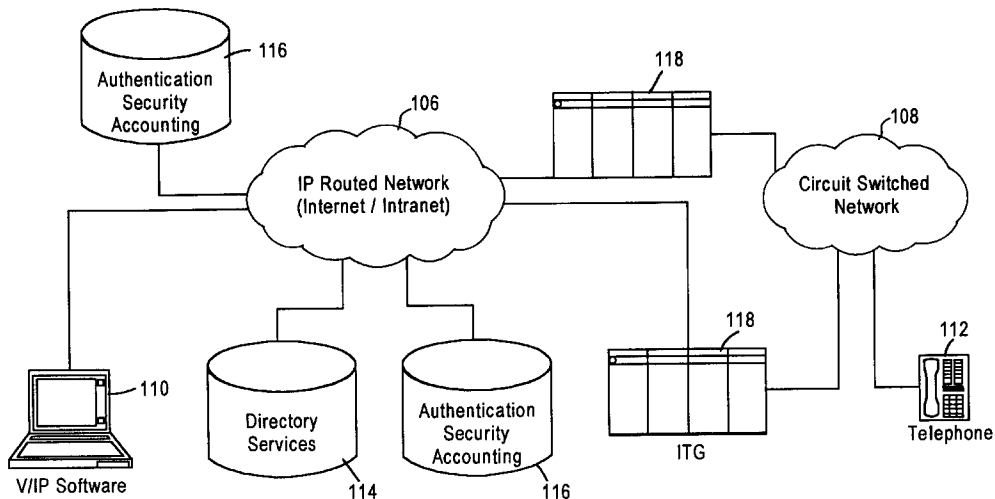 116
Authentication
Security
Accounting
106
IP Routed Network
(Internet / Intranet)
118
108
Circuit Switched
Network
110
V/IP Software
Directory
Services
114
Authentication
Security
Accounting
116
118
ITG
112
Telephone